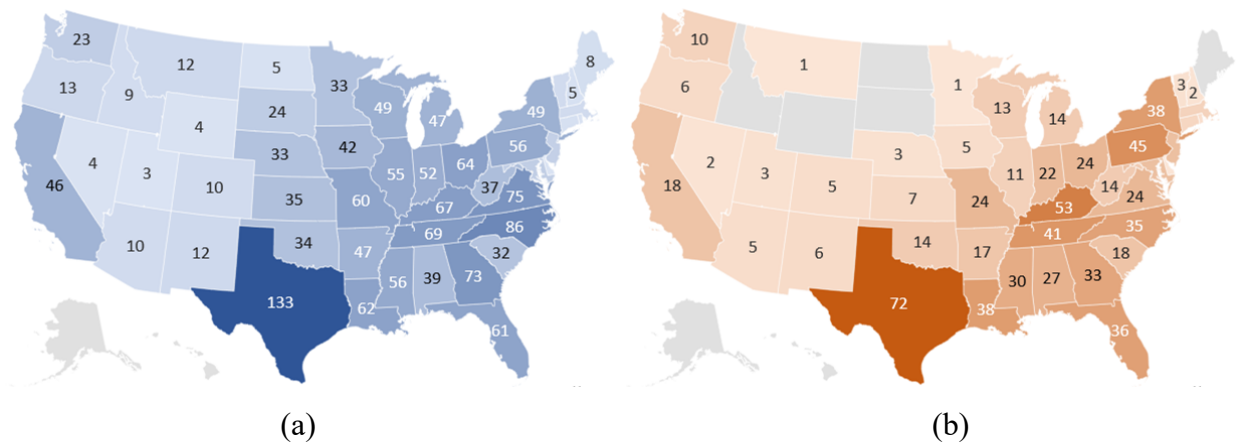 23 12 5 33 8
13 9 24 49 47 49 5
4 33 42 64 56
46 4 3 10 35 60 55 52 37 75
67
10 12 34 47 69 86
133 62 56 39 73 32
61
10 1 1 3 2
6 13 14 38
2 3 5 3 5 11 22 24 45
18 7 24 53 14 24
5 6 14 17 41 35
72 38 30 27 33 18
36
(a) (b)